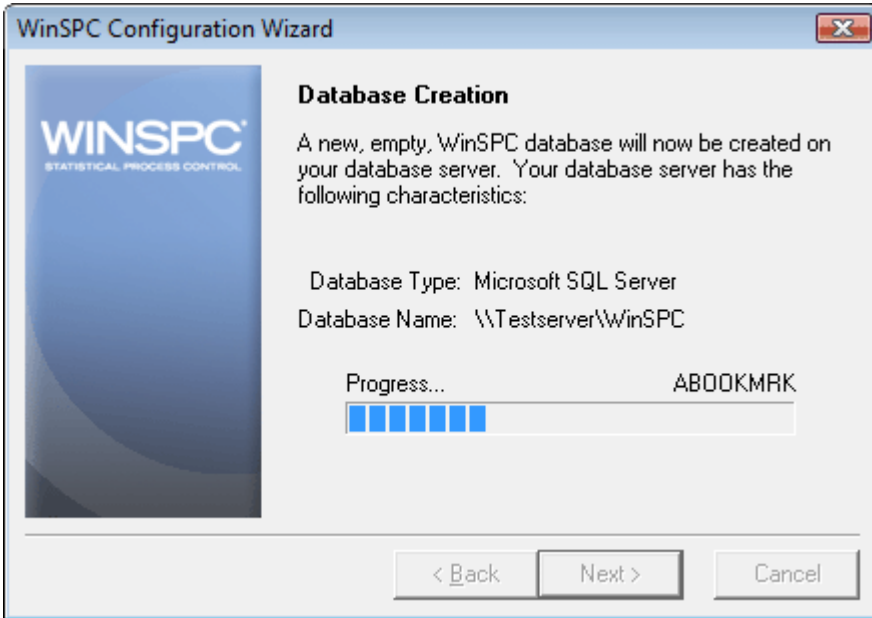 WinSPC Configuration Wizard
WINSPC
STATISTICAL PROCESS CONTROL
Database Creation
A new, empty, WinSPC database will now be created on
your database server. Your database server has the
following characteristics:
Database Type: Microsoft SQL Server
Database Name: \\Testserver\WinSPC
Progress... ABOOKMRK
< Back Next > Cancel